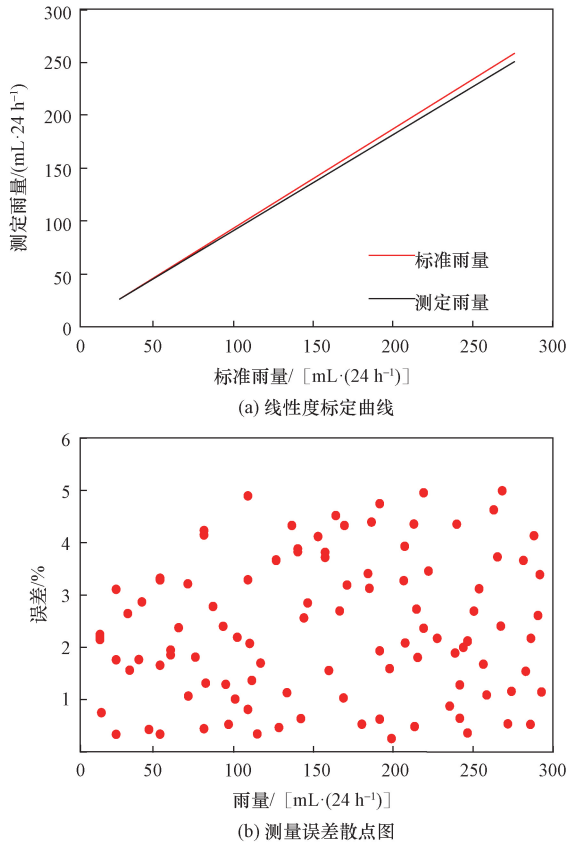 300
250
200
150
100
50
0
测定雨量/(mL·24 h⁻¹)
标准雨量
测定雨量
0 50 100 150 200 250 300
标准雨量/［mL·(24 h⁻¹)］
(a) 线性度标定曲线
6
5
4
3
2
1
误差/%
0 50 100 150 200 250 300
雨量/［mL·(24 h⁻¹)］
(b) 测量误差散点图